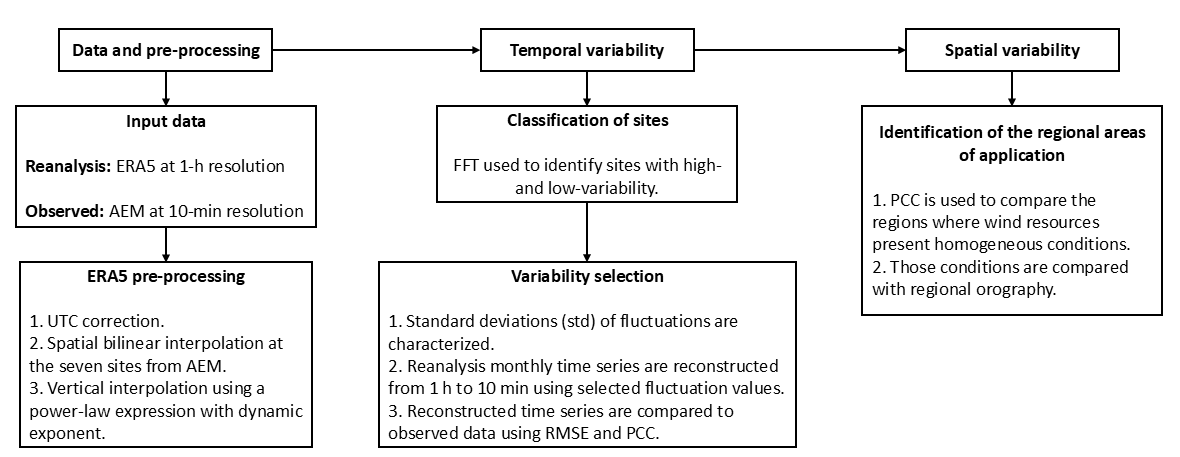 Data and pre-processing
Temporal variability
Spatial variability
Input data
Reanalysis: ERA5 at 1-h resolution
Observed: AEM at 10-min resolution
ERA5 pre-processing
1. UTC correction.
2. Spatial bilinear interpolation at
the seven sites from AEM.
3. Vertical interpolation using a
power-law expression with dynamic
exponent.
Classification of sites
FFT used to identify sites with high-
and low-variability.
Variability selection
1. Standard deviations (std) of fluctuations are
characterized.
2. Reanalysis monthly time series are reconstructed
from 1 h to 10 min using selected fluctuation values.
3. Reconstructed time series are compared to
observed data using RMSE and PCC.
Identification of the regional areas
of application
1. PCC is used to compare the
regions where wind resources
present homogeneous conditions.
2. Those conditions are compared
with regional orography.